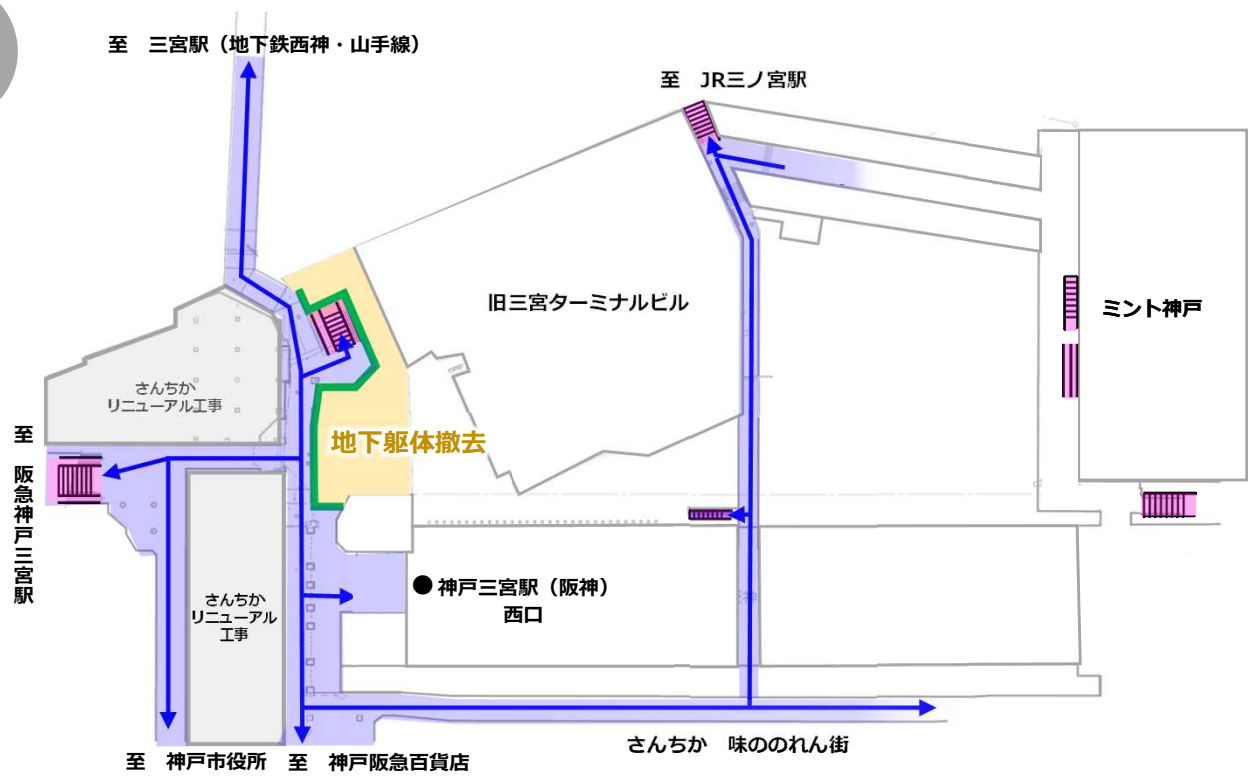 至　三宮駅（地下鉄西神・山手線）
至　JR三ノ宮駅
旧三宮ターミナルビル
ミント神戸
さんちか
リニューアル工事
地下躯体撤去
至　阪急神戸三宮駅
神戸三宮駅（阪神）
西口
さんちか
リニューアル
工事
さんちか　味ののれん街
至　神戸市役所
至　神戸阪急百貨店